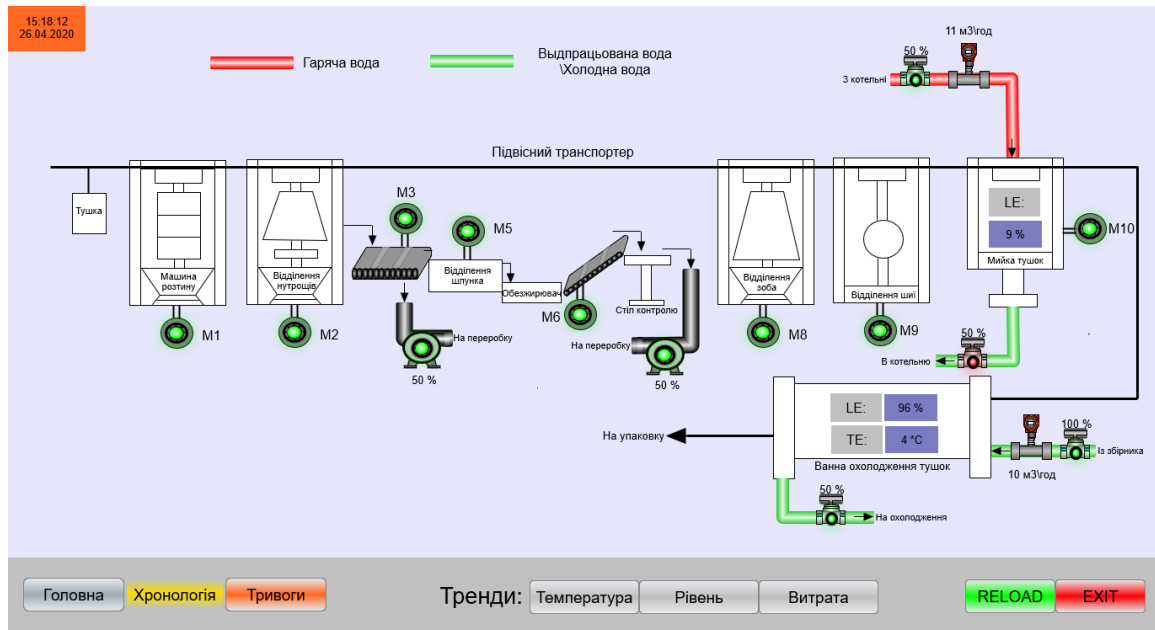 15:18:12
26.04.2020
Гаряча вода
Выдпрацьована вода
\Холодна вода
11 м3\год
50 %
З котельні
Підвісний транспортер
Тушка
Машина
розтину
M1
Відділення
нутрощів
M2
M3
M5
Відділення
шлунка
Обезжирювач
M6
Стіл контролю
На переробку
50 %
На переробку
50 %
Відділення
зоба
M8
Відділення шиї
M9
LE:
9 %
Мийка тушок
M10
50 %
В котельню
LE:
96 %
TE:
4 *C
Ванна охолодження тушок
На упаковку
100 %
Із збірника
10 м3\год
50 %
На охолодження
Головна
Хронологія
Тривоги
Тренди:
Температура
Рівень
Витрата
RELOAD
EXIT